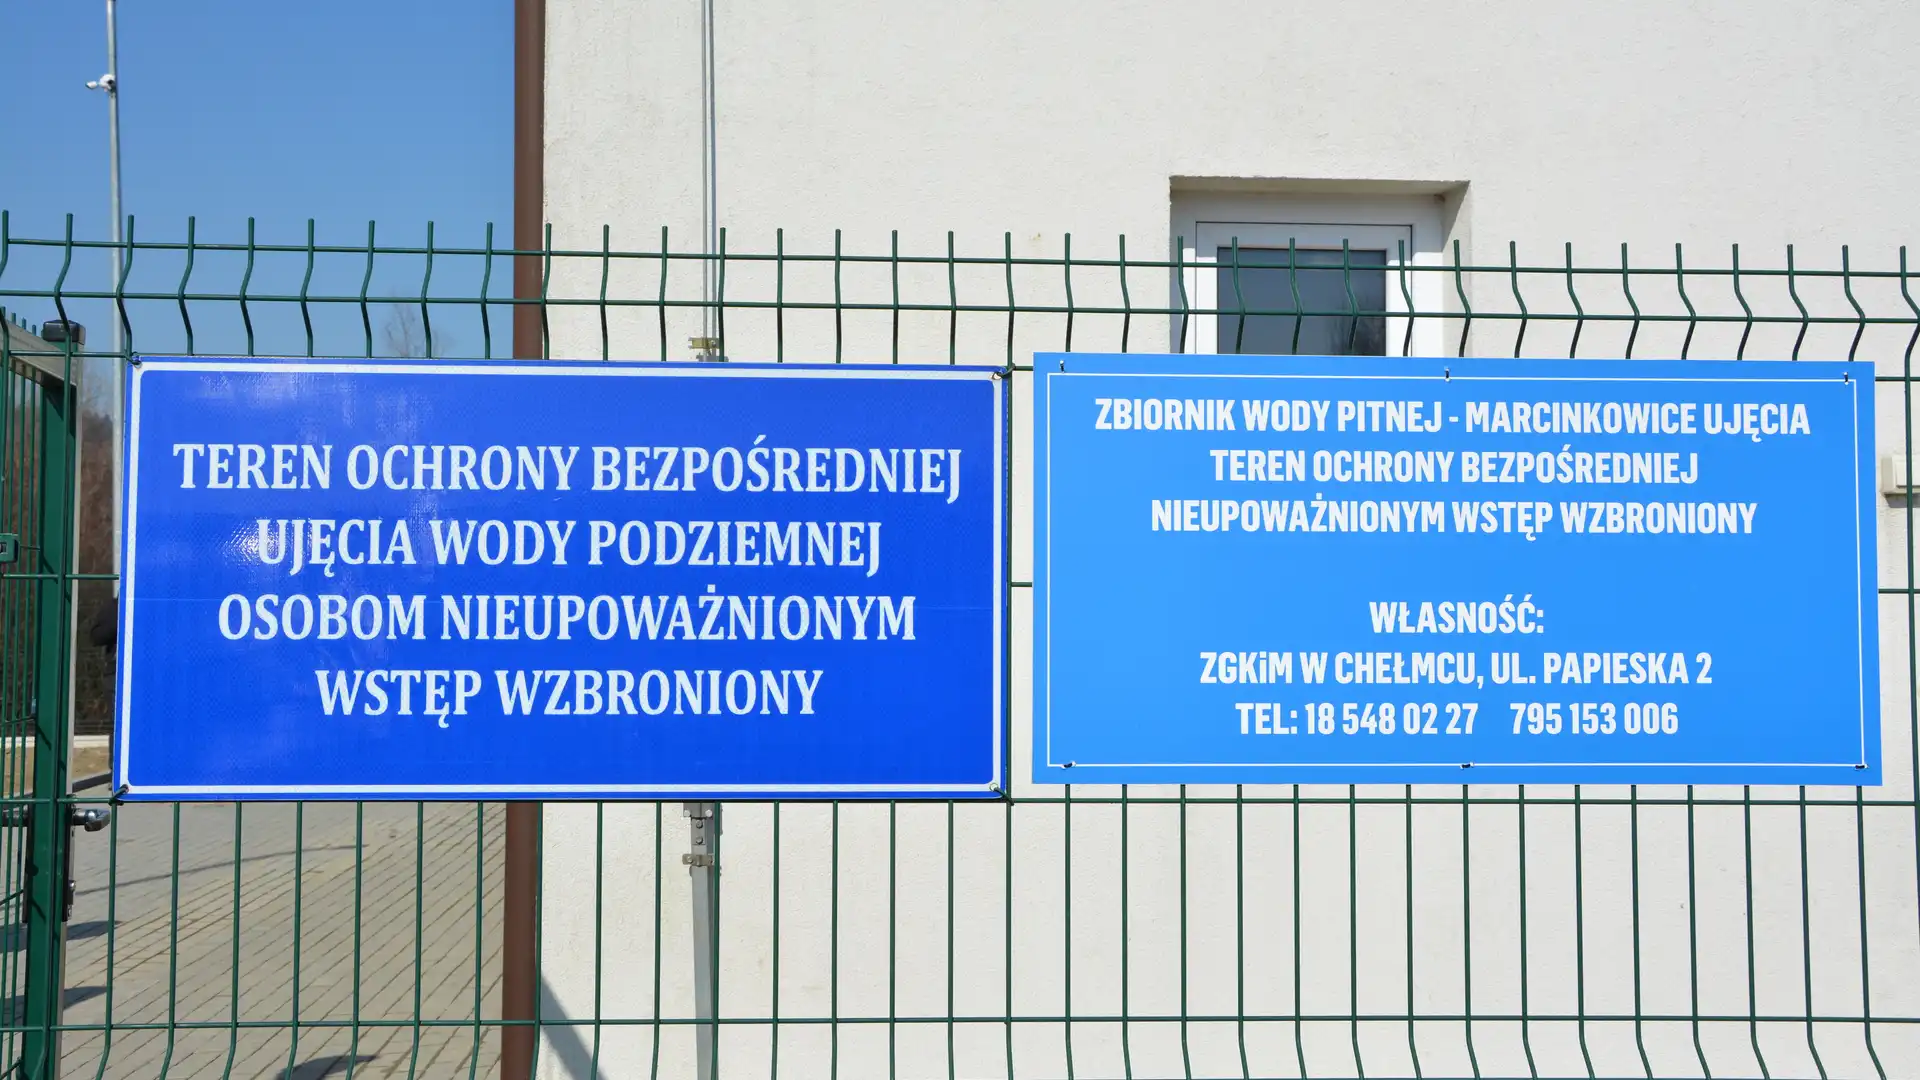 TEREN OCHRONY BEZPOŚREDNIEJ
UJĘCIA WODY PODZIEMNEJ
OSOBOM NIEUPOWAŻNIONYM
WSTĘP WZBRONIONY
ZBIORNIK WODY PITNEJ - MARCINKOWICE UJĘCIA
TEREN OCHRONY BEZPOŚREDNIEJ
NIEUPOWAŻNIONYM WSTĘP WZBRONIONY
WŁASNOŚĆ:
ZGKiM W CHEŁMCU, UL. PAPIESKA 2
TEL: 18 548 02 27 795 153 006